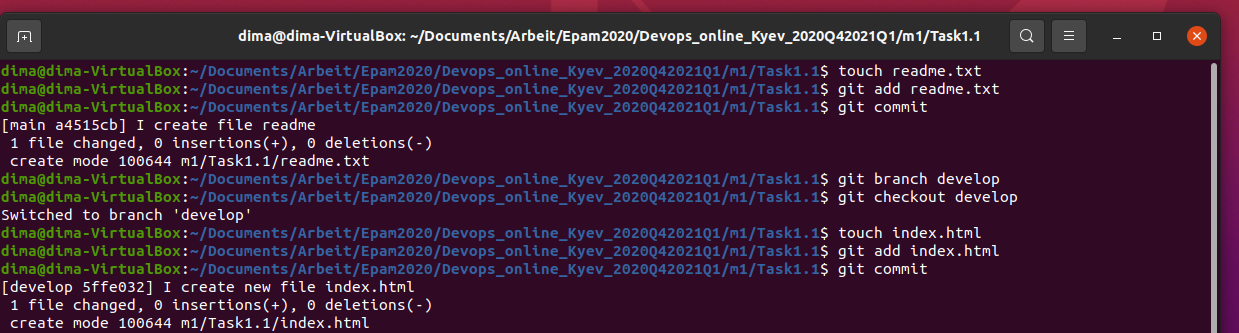 dima@dima-VirtualBox: ~/Documents/Arbeit/Epam2020/Devops_online_Kyev_2020Q42021Q1/m1/Task1.1
dima@dima-VirtualBox:~/Documents/Arbeit/Epam2020/Devops_online_Kyev_2020Q42021Q1/m1/Task1.1$ touch readme.txt
dima@dima-VirtualBox:~/Documents/Arbeit/Epam2020/Devops_online_Kyev_2020Q42021Q1/m1/Task1.1$ git add readme.txt
dima@dima-VirtualBox:~/Documents/Arbeit/Epam2020/Devops_online_Kyev_2020Q42021Q1/m1/Task1.1$ git commit
[main a4515cb] I create file readme
 1 file changed, 0 insertions(+), 0 deletions(-)
 create mode 100644 m1/Task1.1/readme.txt
dima@dima-VirtualBox:~/Documents/Arbeit/Epam2020/Devops_online_Kyev_2020Q42021Q1/m1/Task1.1$ git branch develop
dima@dima-VirtualBox:~/Documents/Arbeit/Epam2020/Devops_online_Kyev_2020Q42021Q1/m1/Task1.1$ git checkout develop
Switched to branch 'develop'
dima@dima-VirtualBox:~/Documents/Arbeit/Epam2020/Devops_online_Kyev_2020Q42021Q1/m1/Task1.1$ touch index.html
dima@dima-VirtualBox:~/Documents/Arbeit/Epam2020/Devops_online_Kyev_2020Q42021Q1/m1/Task1.1$ git add index.html
dima@dima-VirtualBox:~/Documents/Arbeit/Epam2020/Devops_online_Kyev_2020Q42021Q1/m1/Task1.1$ git commit
[develop 5ffe032] I create new file index.html
 1 file changed, 0 insertions(+), 0 deletions(-)
 create mode 100644 m1/Task1.1/index.html